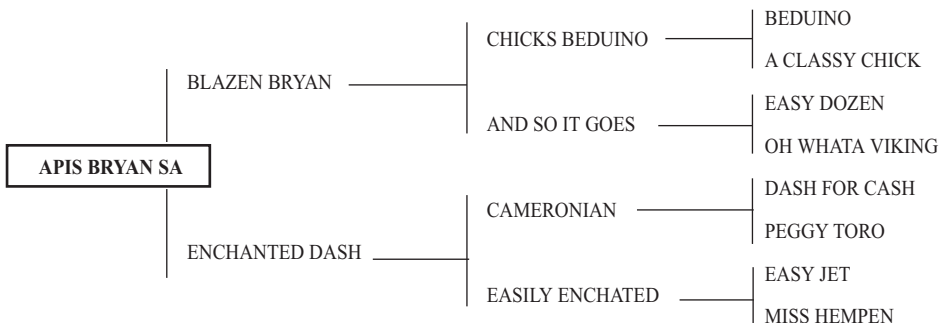 BEDUINO
CHICKS BEDUINO
A CLASSY CHICK
BLAZEN BRYAN
EASY DOZEN
AND SO IT GOES
OH WHATA VIKING
APIS BRYAN SA
DASH FOR CASH
CAMERONIAN
PEGGY TORO
ENCHANTED DASH
EASY JET
EASILY ENCHATED
MISS HEMPEN